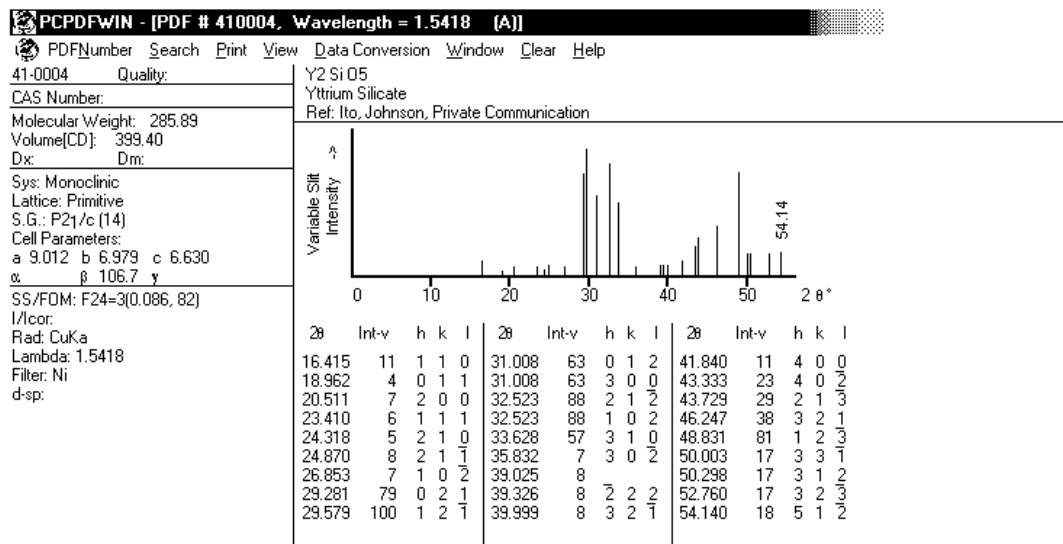 PCPDFWIN - [PDF # 410004, Wavelength = 1.5418 (A)]
PDFNumber Search Print View Data Conversion Window Clear Help
41-0004 Quality:
CAS Number:
Molecular Weight: 285.89
Volume[CD]: 399.40
Dx: Dm:
Sys: Monoclinic
Lattice: Primitive
S.G.: P21/c (14)
Cell Parameters:
a 9.012 b 6.979 c 6.630
α β 106.7 γ
SS/FOM: F24=3(0.086, 82)
I/Icor:
Rad: CuKa
Lambda: 1.5418
Filter: Ni
d-sp:
Y2 Si O5
Yttrium Silicate
Ref: Ito, Johnson, Private Communication
Variable Slit
Intensity ->
54.14
0 10 20 30 40 50 2 θ°
2θ Int-v h k l 2θ Int-v h k l 2θ Int-v h k l
16.415 11 1 1 0 31.008 63 0 1 2 41.840 11 4 0 0
18.962 4 0 1 1 31.008 63 3 0 0 43.333 23 4 0 2̅
20.511 7 2 0 0 32.523 88 2 1 2̅ 43.729 29 2 1 3̅
23.410 6 1 1 1 32.523 88 1 0 2 46.247 38 3 2 1
24.318 5 2 1 0 33.628 57 3 1 0 48.831 81 1 2 3̅
24.870 8 2 1 1̅ 35.832 7 3 0 2̅ 50.003 17 3 3 1
26.853 7 1 0 2̅ 39.025 8 50.298 17 3 1 2
29.281 79 0 2 1 39.326 8 2̅ 2 2 52.760 17 3 2 3̅
29.579 100 1 2 1̅ 39.999 8 3 2 1̅ 54.140 18 5 1 2̅